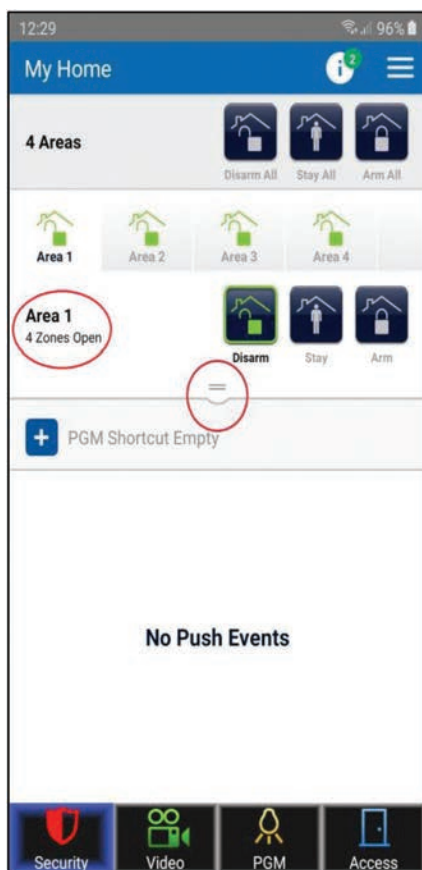 12:29 96%
My Home i 2
4 Areas
Disarm All Stay All Arm All
Area 1 Area 2 Area 3 Area 4
Area 1
4 Zones Open
Disarm Stay Arm
PGM Shortcut Empty
No Push Events
Security Video PGM Access